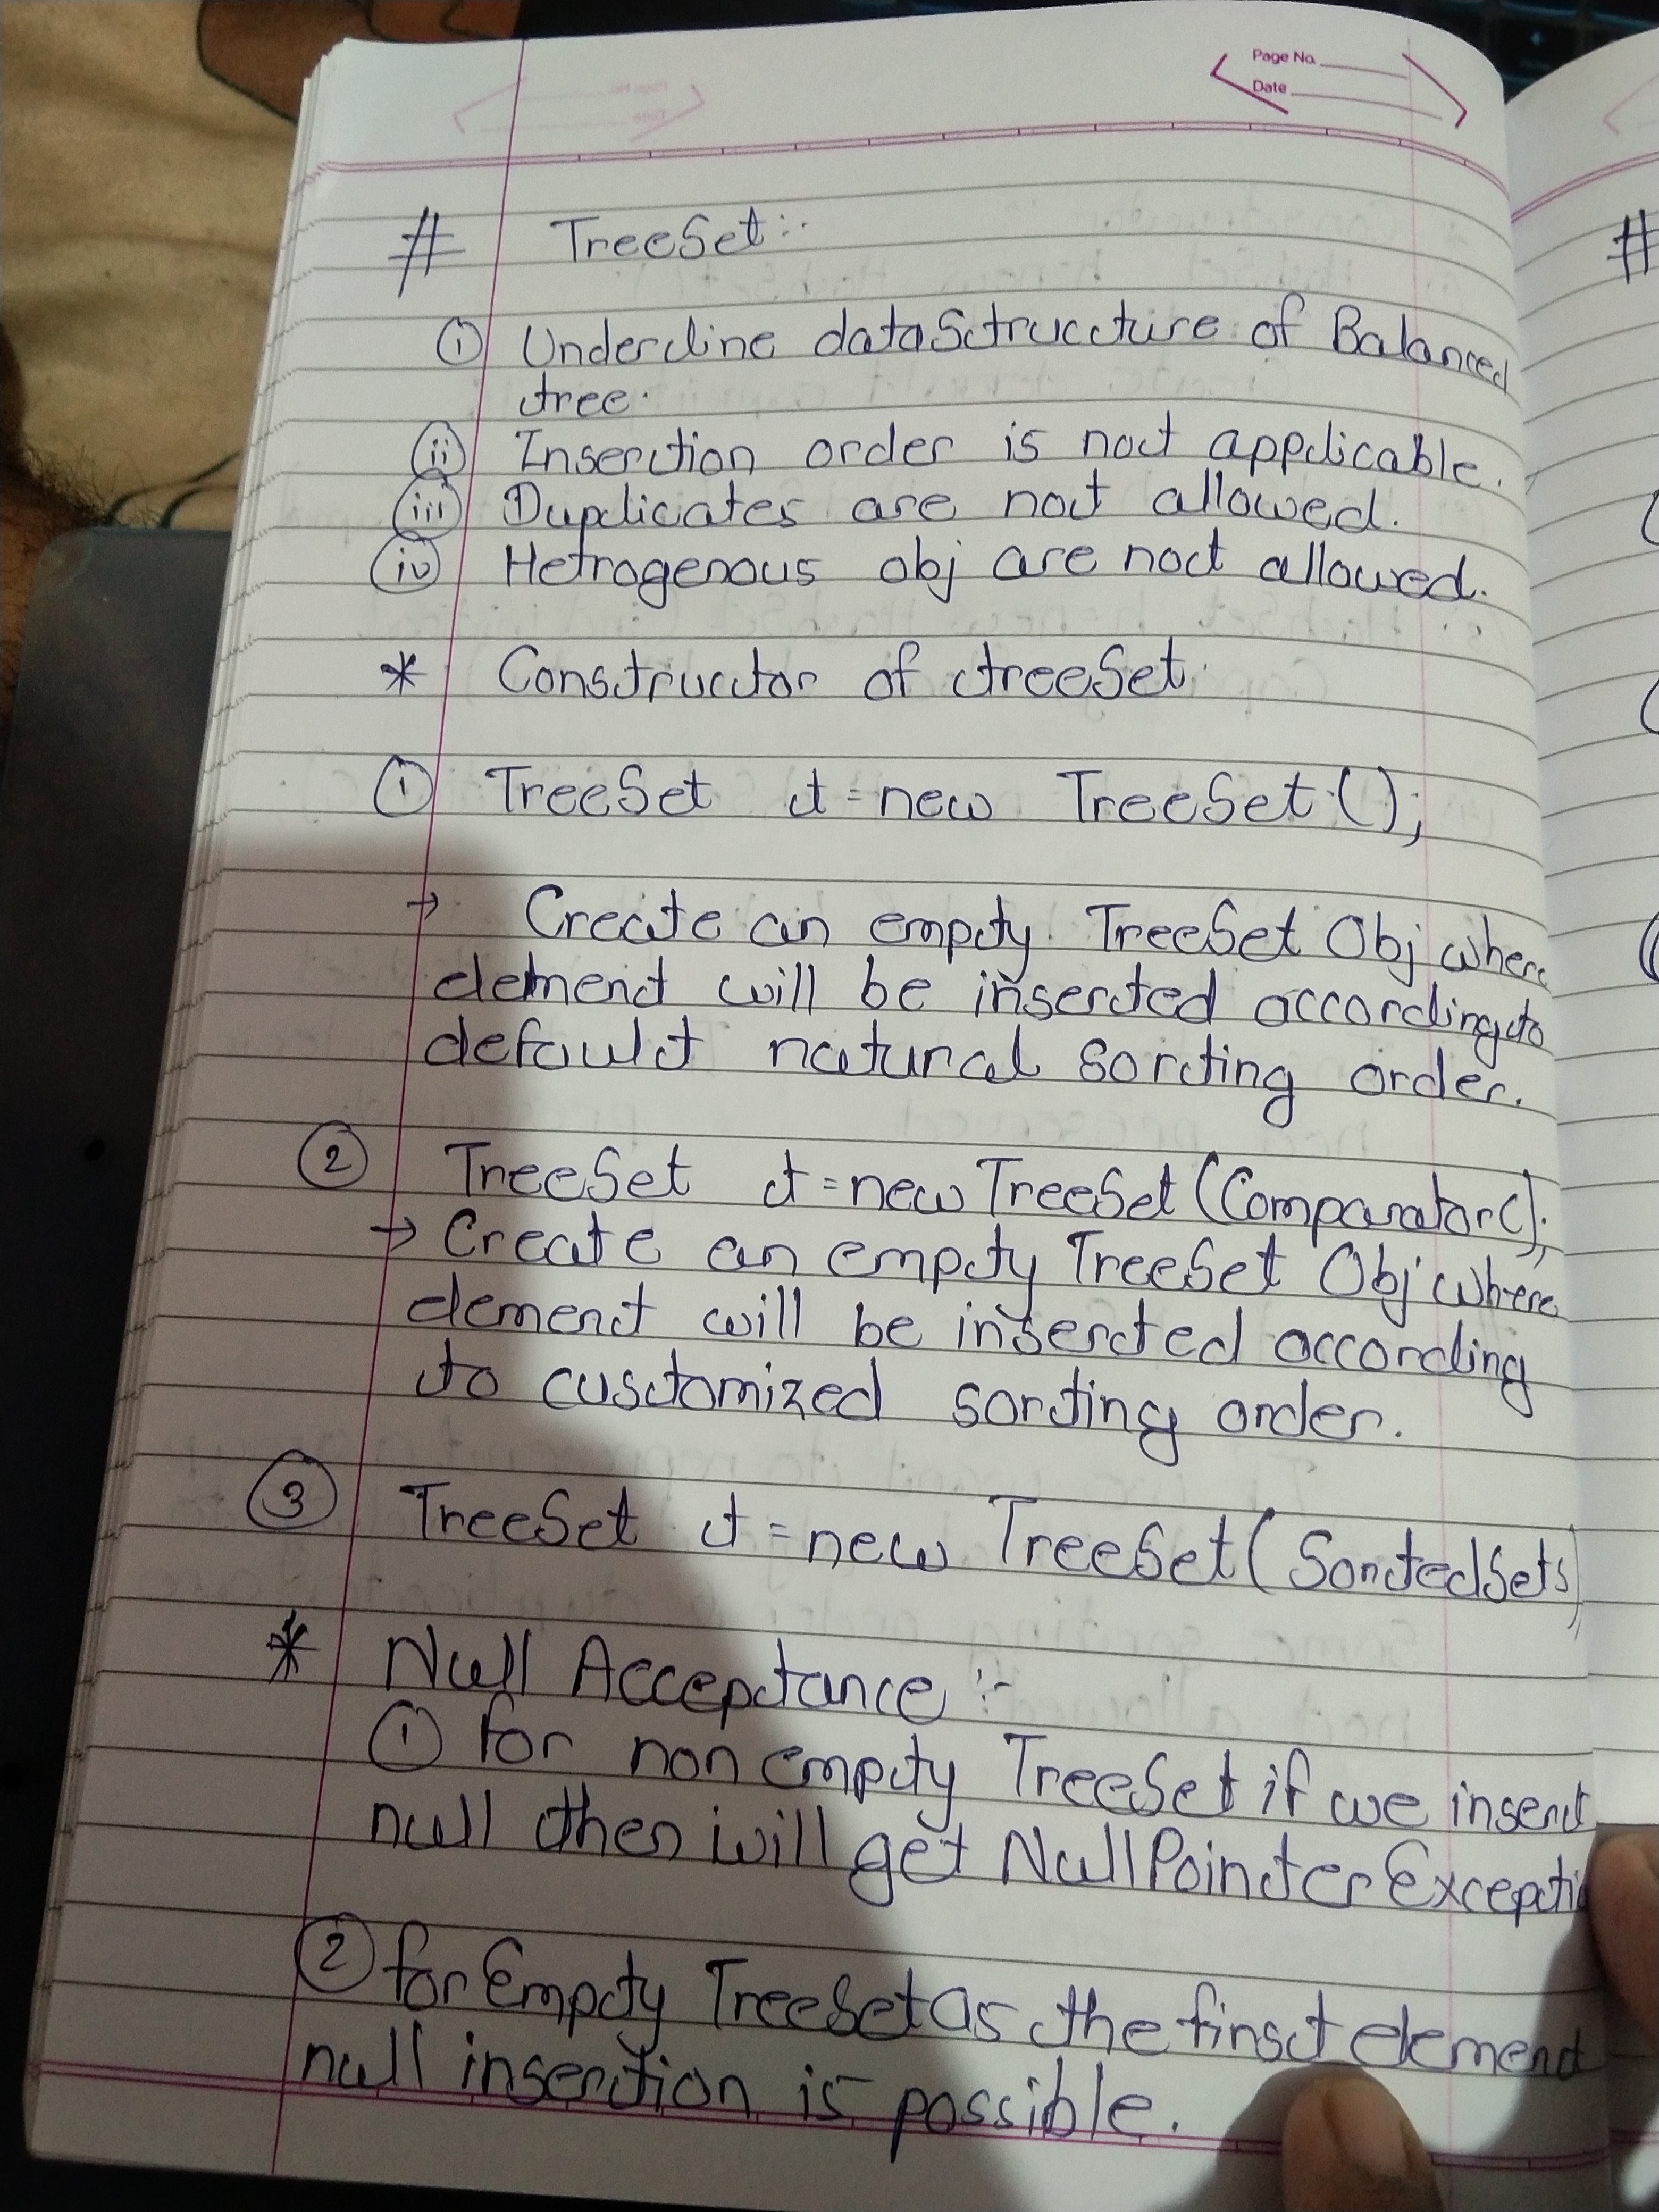 Page No.
Date
# TreeSet:-
(i) Underline dataStructure of Balanced
tree.
(ii) Insertion order is not applicable.
(iii) Duplicates are not allowed.
(iv) Hetrogenous obj are not allowed.
* Constructor of treeSet.
(1) TreeSet t = new TreeSet();
→ Create an empty TreeSet Obj where
element will be inserted according to
default natural sorting order.
(2) TreeSet t = new TreeSet(Comparator C);
→ Create an empty TreeSet Obj where
element will be inserted according
to customized sorting order.
(3) TreeSet t = new TreeSet(SortedSet s)
* Null Acceptance :-
(1) for non empty TreeSet if we insert
null then will get NullPointerExcepti
(2) for Empty TreeSet as the first element
null insertion is possible.
#